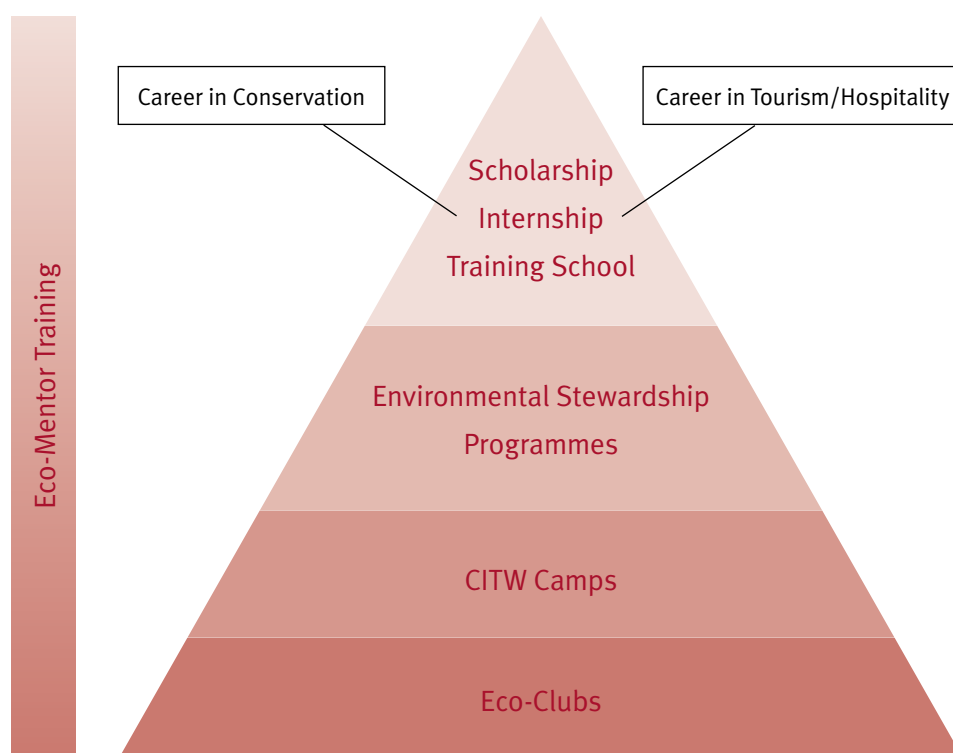 Career in Conservation
Career in Tourism/Hospitality
Scholarship
Internship
Training School
Eco-Mentor Training
Environmental Stewardship
Programmes
CITW Camps
Eco-Clubs